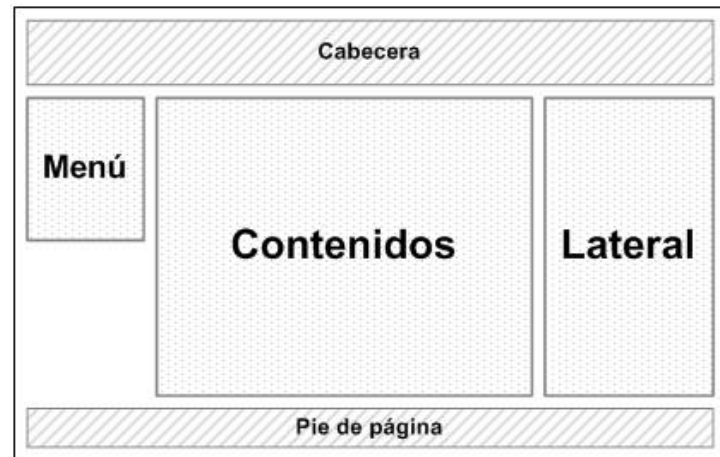 Cabecera
Menú
Contenidos
Lateral
Pie de página